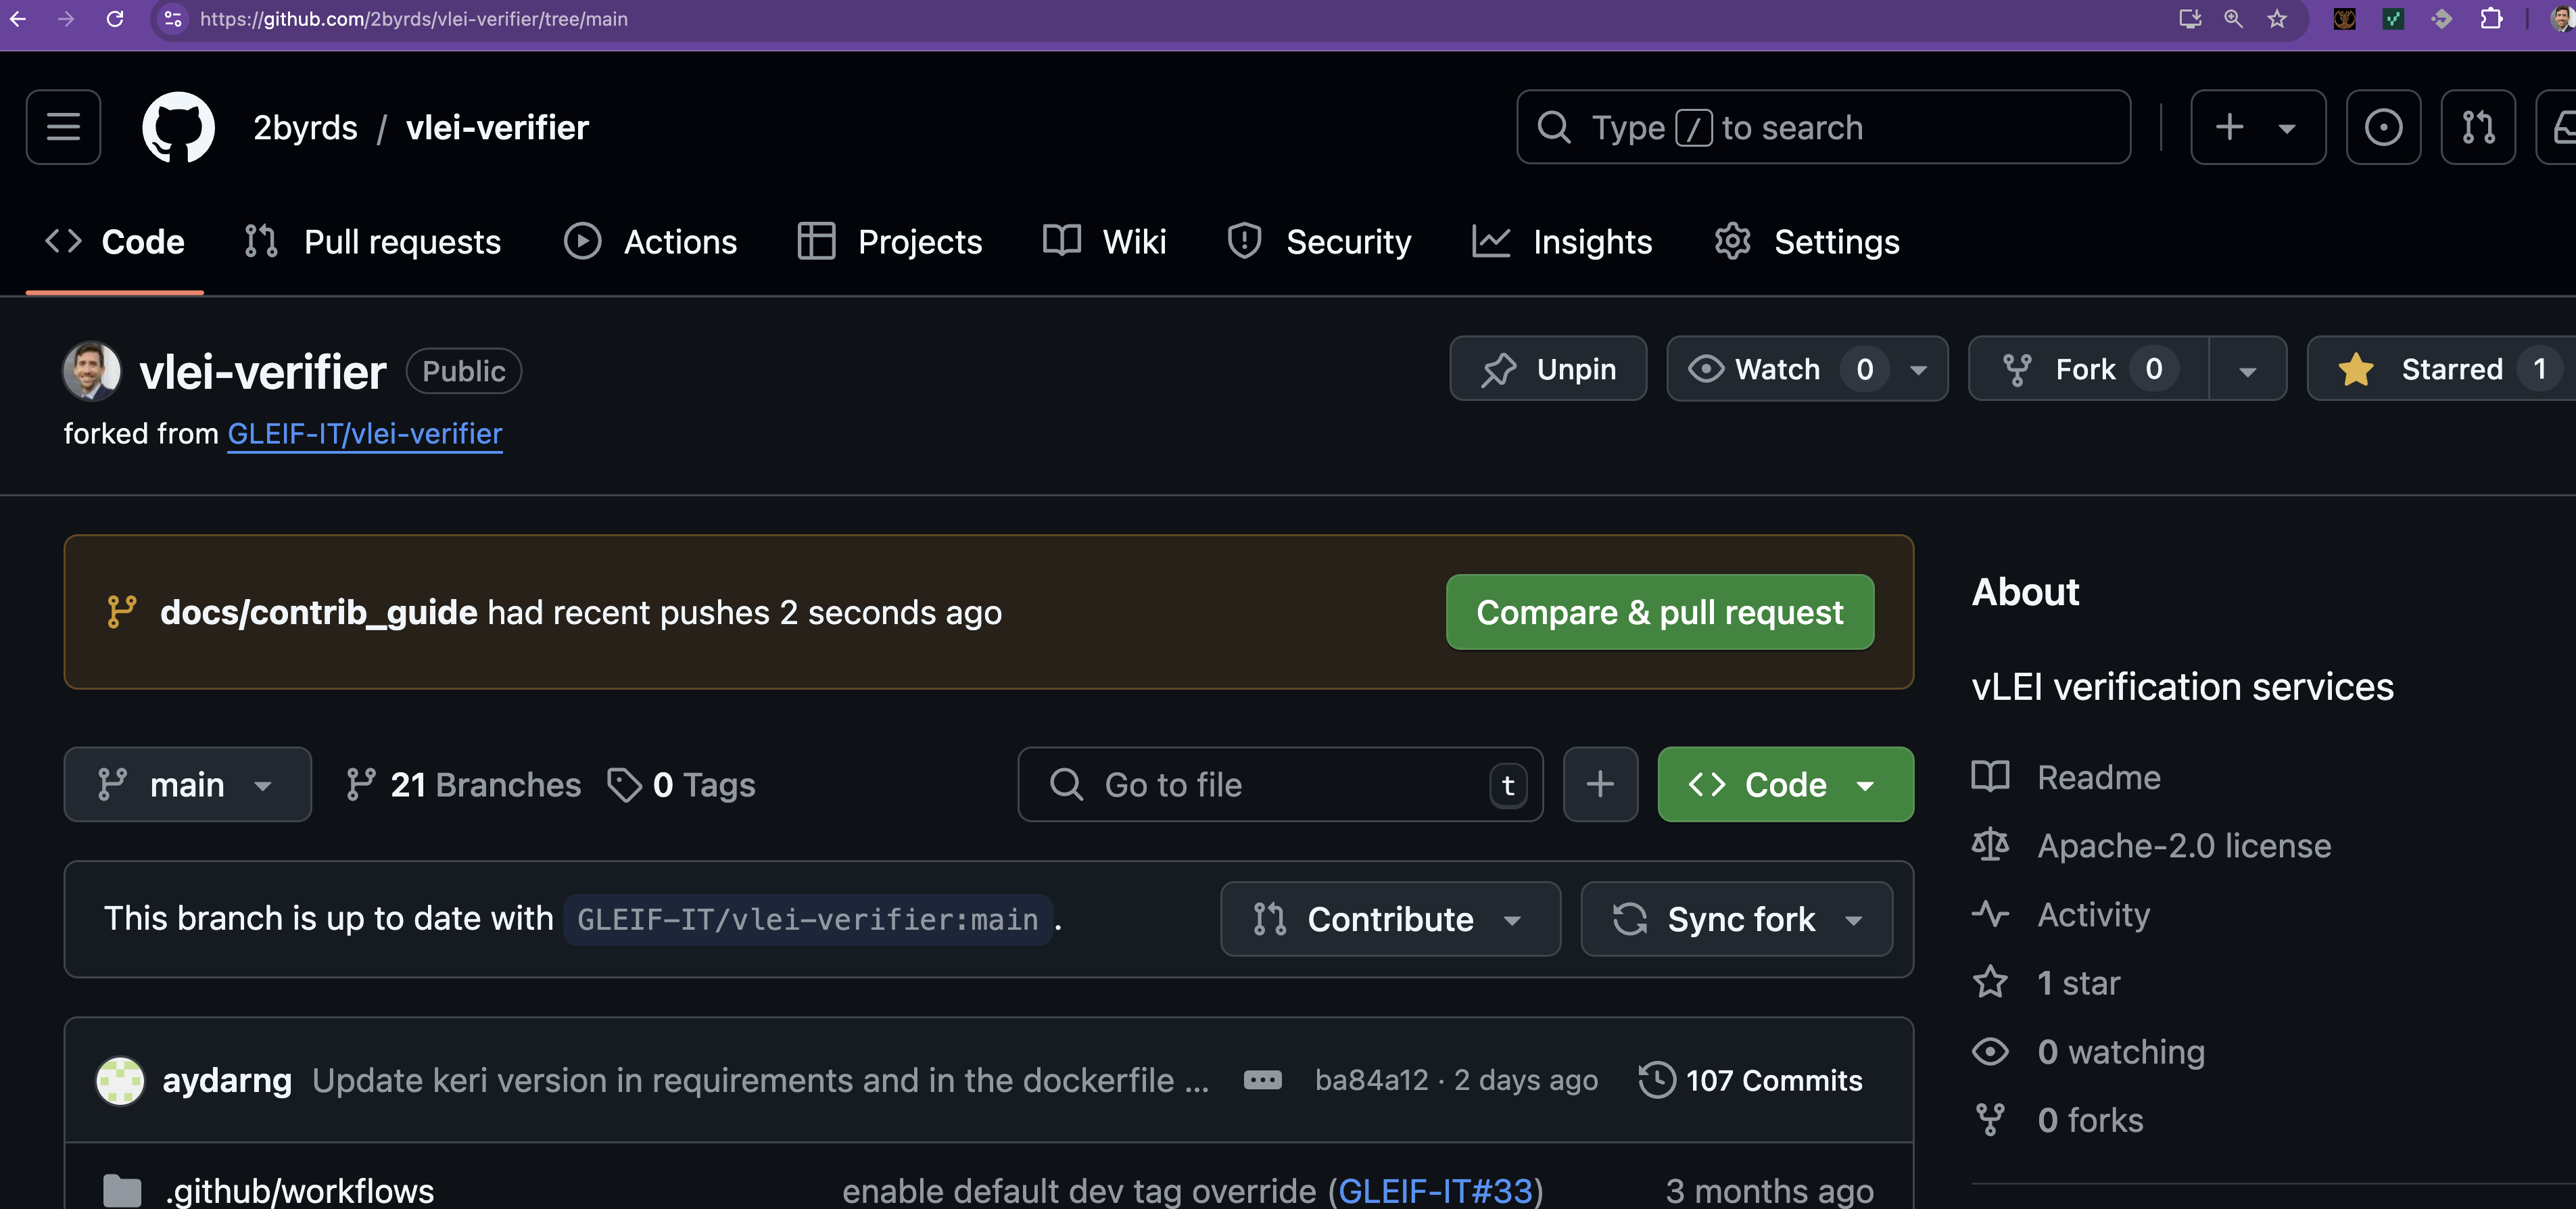 https://github.com/2byrds/vlei-verifier/tree/main
2byrds / vlei-verifier
Type / to search
Code Pull requests Actions Projects Wiki Security Insights Settings
vlei-verifier Public
Unpin Watch 0 Fork 0 Starred 1
forked from GLEIF-IT/vlei-verifier
docs/contrib_guide had recent pushes 2 seconds ago
Compare & pull request
main 21 Branches 0 Tags
Go to file t
Code
This branch is up to date with GLEIF-IT/vlei-verifier:main .
Contribute Sync fork
aydarng Update keri version in requirements and in the dockerfile ... ba84a12 · 2 days ago 107 Commits
.github/workflows enable default dev tag override (GLEIF-IT#33) 3 months ago
About
vLEI verification services
Readme
Apache-2.0 license
Activity
1 star
0 watching
0 forks